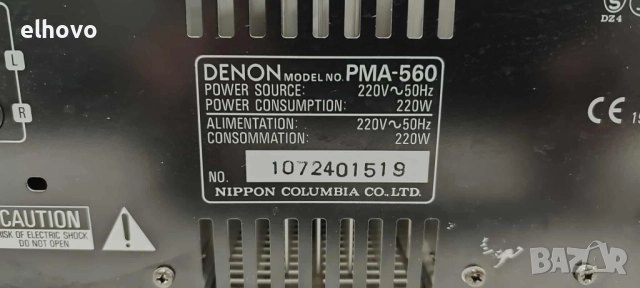 elhovo
DZ4
L
R
DENON MODEL NO. PMA-560
POWER SOURCE: 220V~50Hz
POWER CONSUMPTION: 220W
ALIMENTATION: 220V~50Hz
CONSOMMATION: 220W
NO. 1072401519
NIPPON COLUMBIA CO., LTD.
CE
CAUTION
RISK OF ELECTRIC SHOCK
DO NOT OPEN
BAZAR